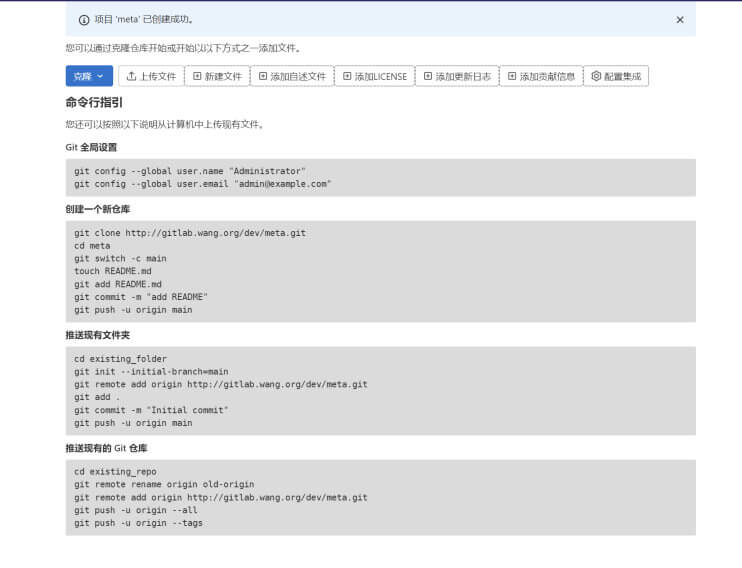 项目 'meta' 已创建成功。
您可以通过克隆仓库开始或开始以以下方式之一添加文件。
克隆 上传文件 新建文件 添加自述文件 添加LICENSE 添加更新日志 添加贡献信息 配置集成
命令行指引
您还可以按照以下说明从计算机中上传现有文件。
Git 全局设置
git config --global user.name "Administrator"
git config --global user.email "admin@example.com"
创建一个新仓库
git clone http://gitlab.wang.org/dev/meta.git
cd meta
git switch -c main
touch README.md
git add README.md
git commit -m "add README"
git push -u origin main
推送现有文件夹
cd existing_folder
git init --initial-branch=main
git remote add origin http://gitlab.wang.org/dev/meta.git
git add .
git commit -m "Initial commit"
git push -u origin main
推送现有的 Git 仓库
cd existing_repo
git remote rename origin old-origin
git remote add origin http://gitlab.wang.org/dev/meta.git
git push -u origin --all
git push -u origin --tags